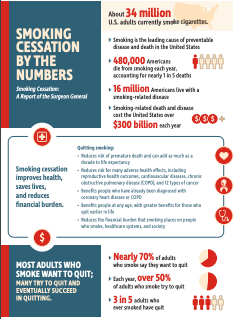 SMOKING
CESSATION
BY THE
NUMBERS
Smoking Cessation:
A Report of the Surgeon General
About 34 million
U.S. adults currently smoke cigarettes.
Smoking is the leading cause of preventable
disease and death in the United States
480,000 Americans
die from smoking each year,
accounting for nearly 1 in 5 deaths
16 million Americans live with a
smoking-related disease
Smoking-related disease and death
cost the United States over
$300 billion each year
$ $ $ +
Smoking cessation
improves health,
saves lives,
and reduces
financial burden.
Quitting smoking:
• Reduces risk of premature death and can add as much as a
decade to life expectancy
• Reduces risk for many adverse health effects, including
reproductive health outcomes, cardiovascular diseases, chronic
obstructive pulmonary disease (COPD), and 12 types of cancer
• Benefits people who have already been diagnosed with
coronary heart disease or COPD
• Benefits people at any age, with greater benefits for those who
quit earlier in life
• Reduces the financial burden that smoking places on people
who smoke, healthcare systems, and society
$
MOST ADULTS WHO
SMOKE WANT TO QUIT;
MANY TRY TO QUIT AND
EVENTUALLY SUCCEED
IN QUITTING.
Nearly 70% of adults
who smoke say they want to quit
Each year, over 50%
of adults who smoke try to quit
3 in 5 adults who
ever smoked have quit